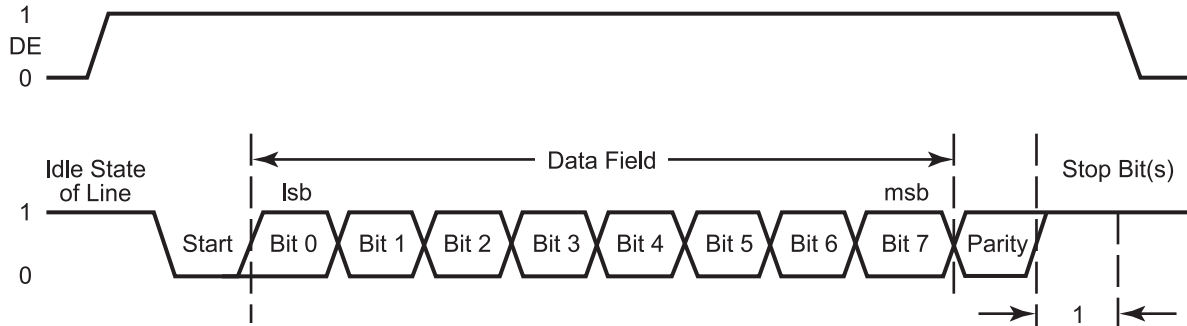 1
DE
0
Idle State
of Line
Data Field
Stop Bit(s)
lsb
msb
1
Start
Bit 0
Bit 1
Bit 2
Bit 3
Bit 4
Bit 5
Bit 6
Bit 7
Parity
0
1